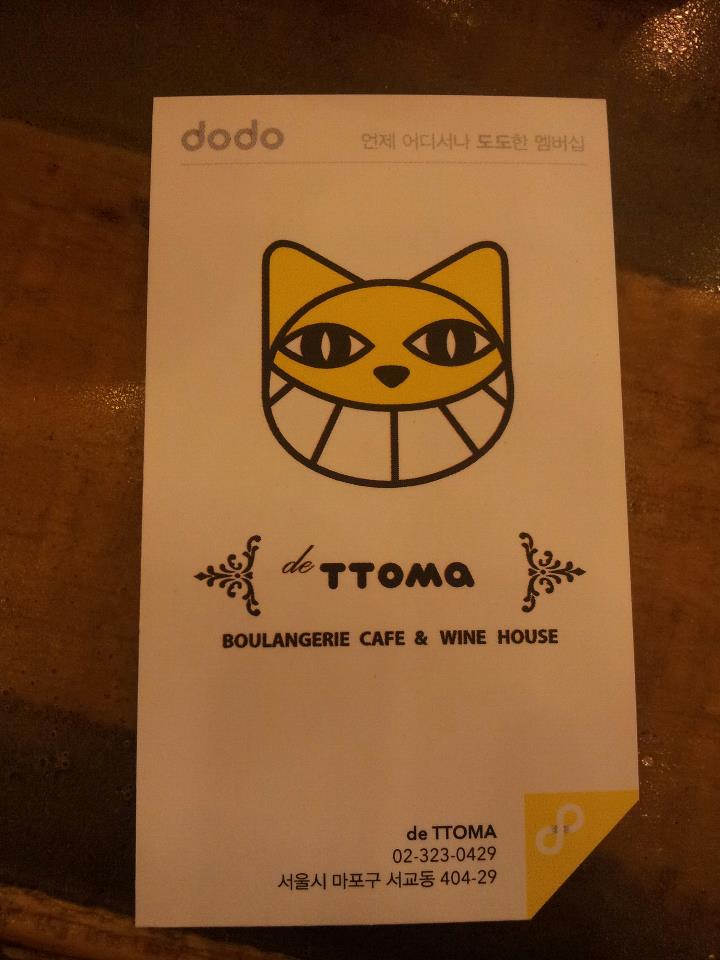 dodo 언제 어디서나 도도한 멤버십
de TTOMA
BOULANGERIE CAFE & WINE HOUSE
de TTOMA
02-323-0429
서울시 마포구 서교동 404-29